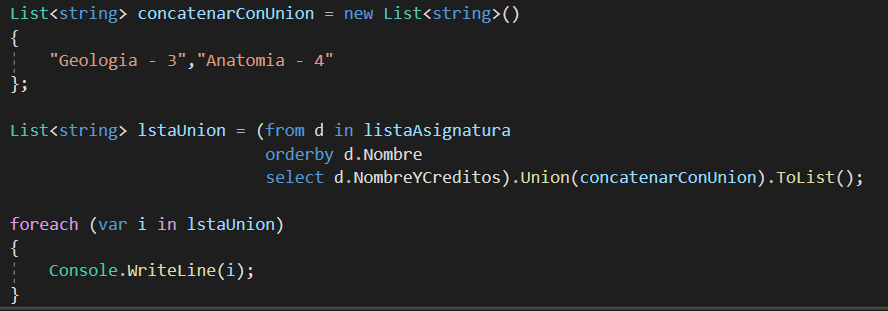 List<string> concatenarConUnion = new List<string>()
{
"Geologia - 3","Anatomia - 4"
};
List<string> lstaUnion = (from d in listaAsignatura
orderby d.Nombre
select d.NombreYCreditos).Union(concatenarConUnion).ToList();
foreach (var i in lstaUnion)
{
Console.WriteLine(i);
}